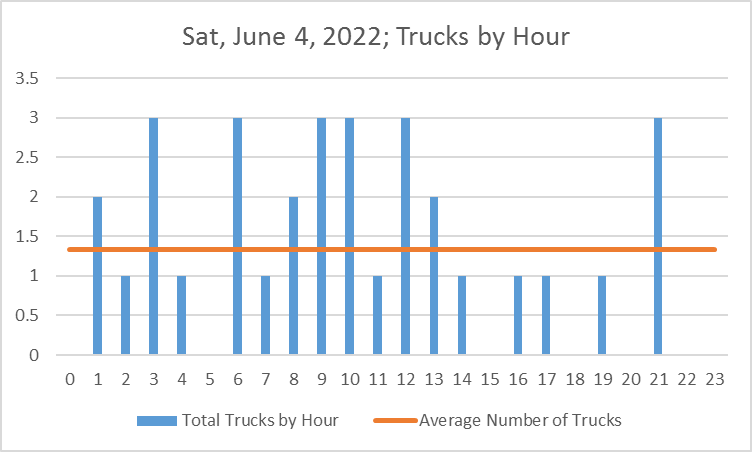 Sat, June 4, 2022; Trucks by Hour
3.5
3
2.5
2
1.5
1
0.5
0
0 1 2 3 4 5 6 7 8 9 10 11 12 13 14 15 16 17 18 19 20 21 22 23
Total Trucks by Hour Average Number of Trucks